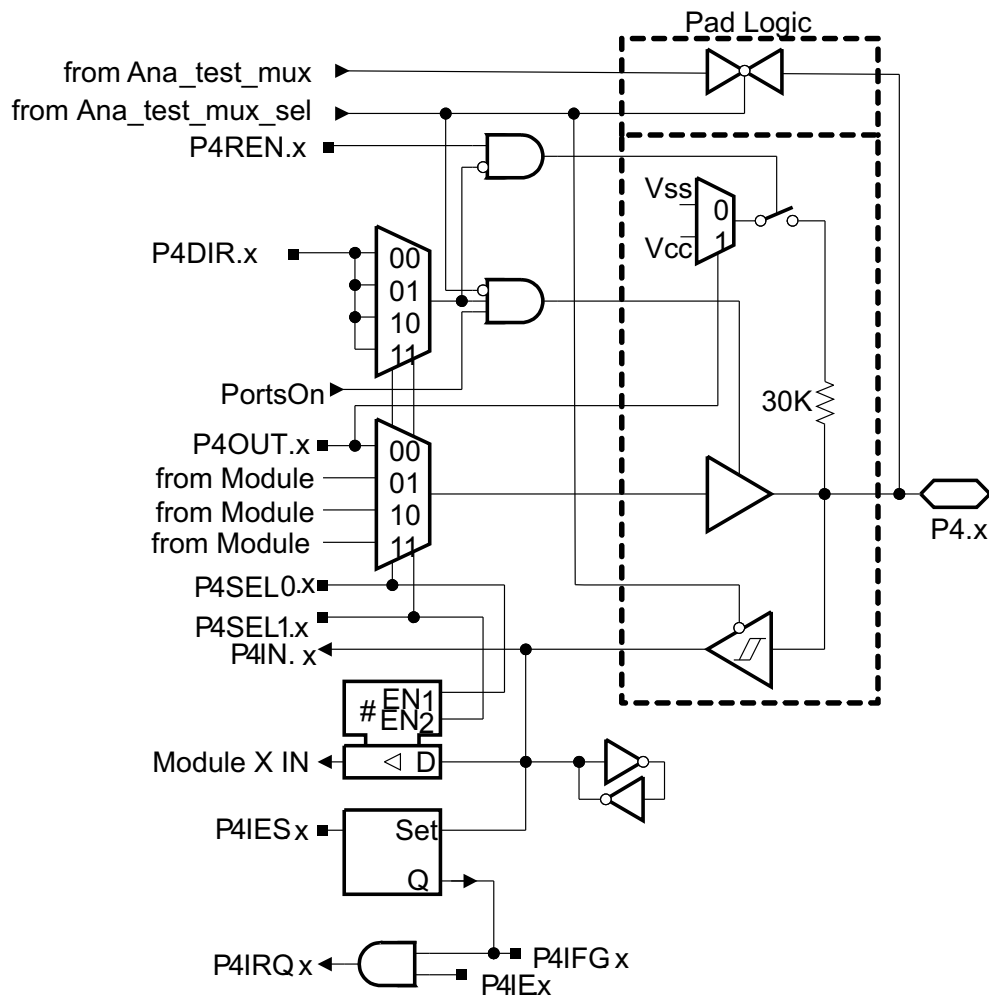 Pad Logic
from Ana_test_mux
from Ana_test_mux_sel
P4REN.x
Vss
0
Vcc
1
P4DIR.x
00
01
10
11
PortsOn
30K
P4OUT.x
00
from Module
01
from Module
10
from Module
11
P4.x
P4SEL0.x
P4SEL1.x
P4IN. x
EN1
#
EN2
Module X IN
D
P4IES x
Set
Q
P4IRQ x
P4IFG x
P4IE x